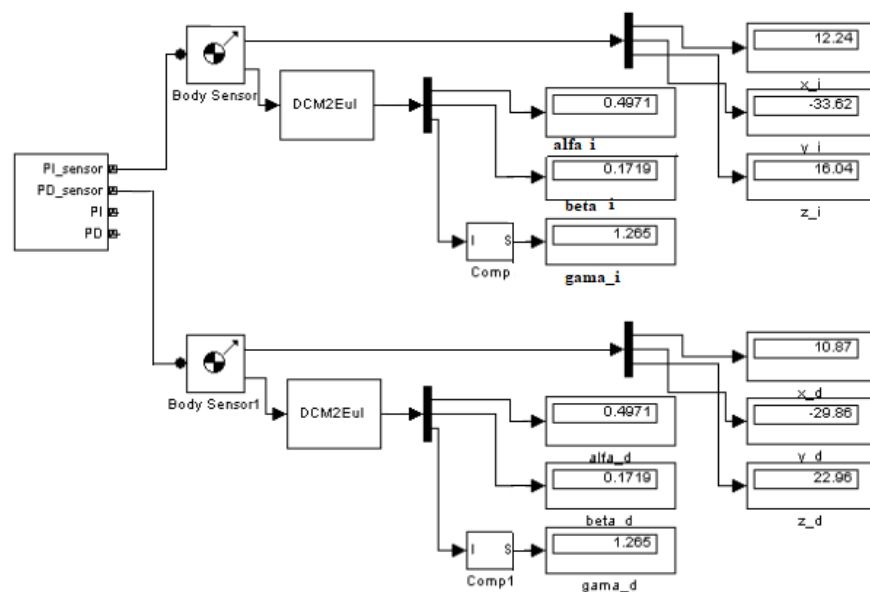 12.24
x_i
Body Sensor
DCM2Eul
0.4971
-33.62
alfa_i
y_i
PI_sensor
PD_sensor
PI
PD
0.1719
16.04
beta_i
z_i
I S
1.265
Comp
gama_i
10.87
x_d
Body Sensor1
DCM2Eul
0.4971
-29.86
alfa_d
y_d
0.1719
22.96
beta_d
z_d
I S
1.265
Comp1
gama_d